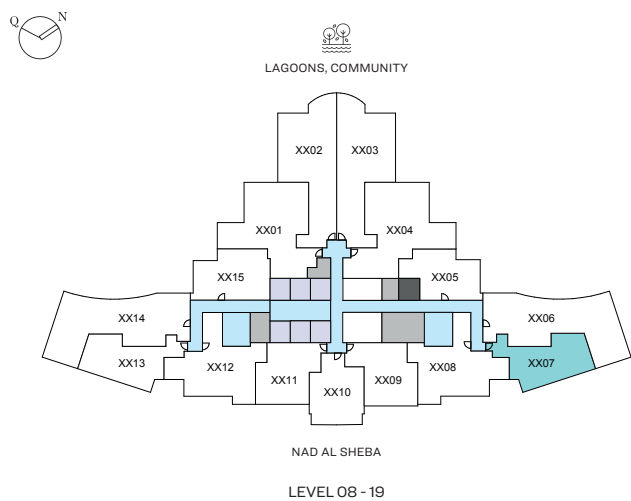 Q N
LAGOONS, COMMUNITY
XX02 XX03
XX01 XX04
XX15 XX05
XX14 XX06
XX13 XX12 XX11 XX10 XX09 XX08 XX07
NAD AL SHEBA
LEVEL 08 - 19